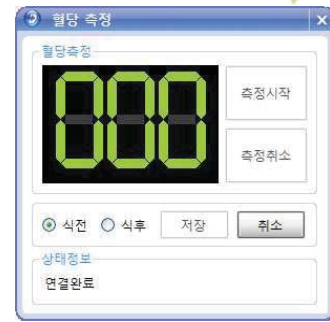 혈당 측정
혈당측정
000
측정시작
측정취소
식전 식후 저장 취소
상태정보
연결완료